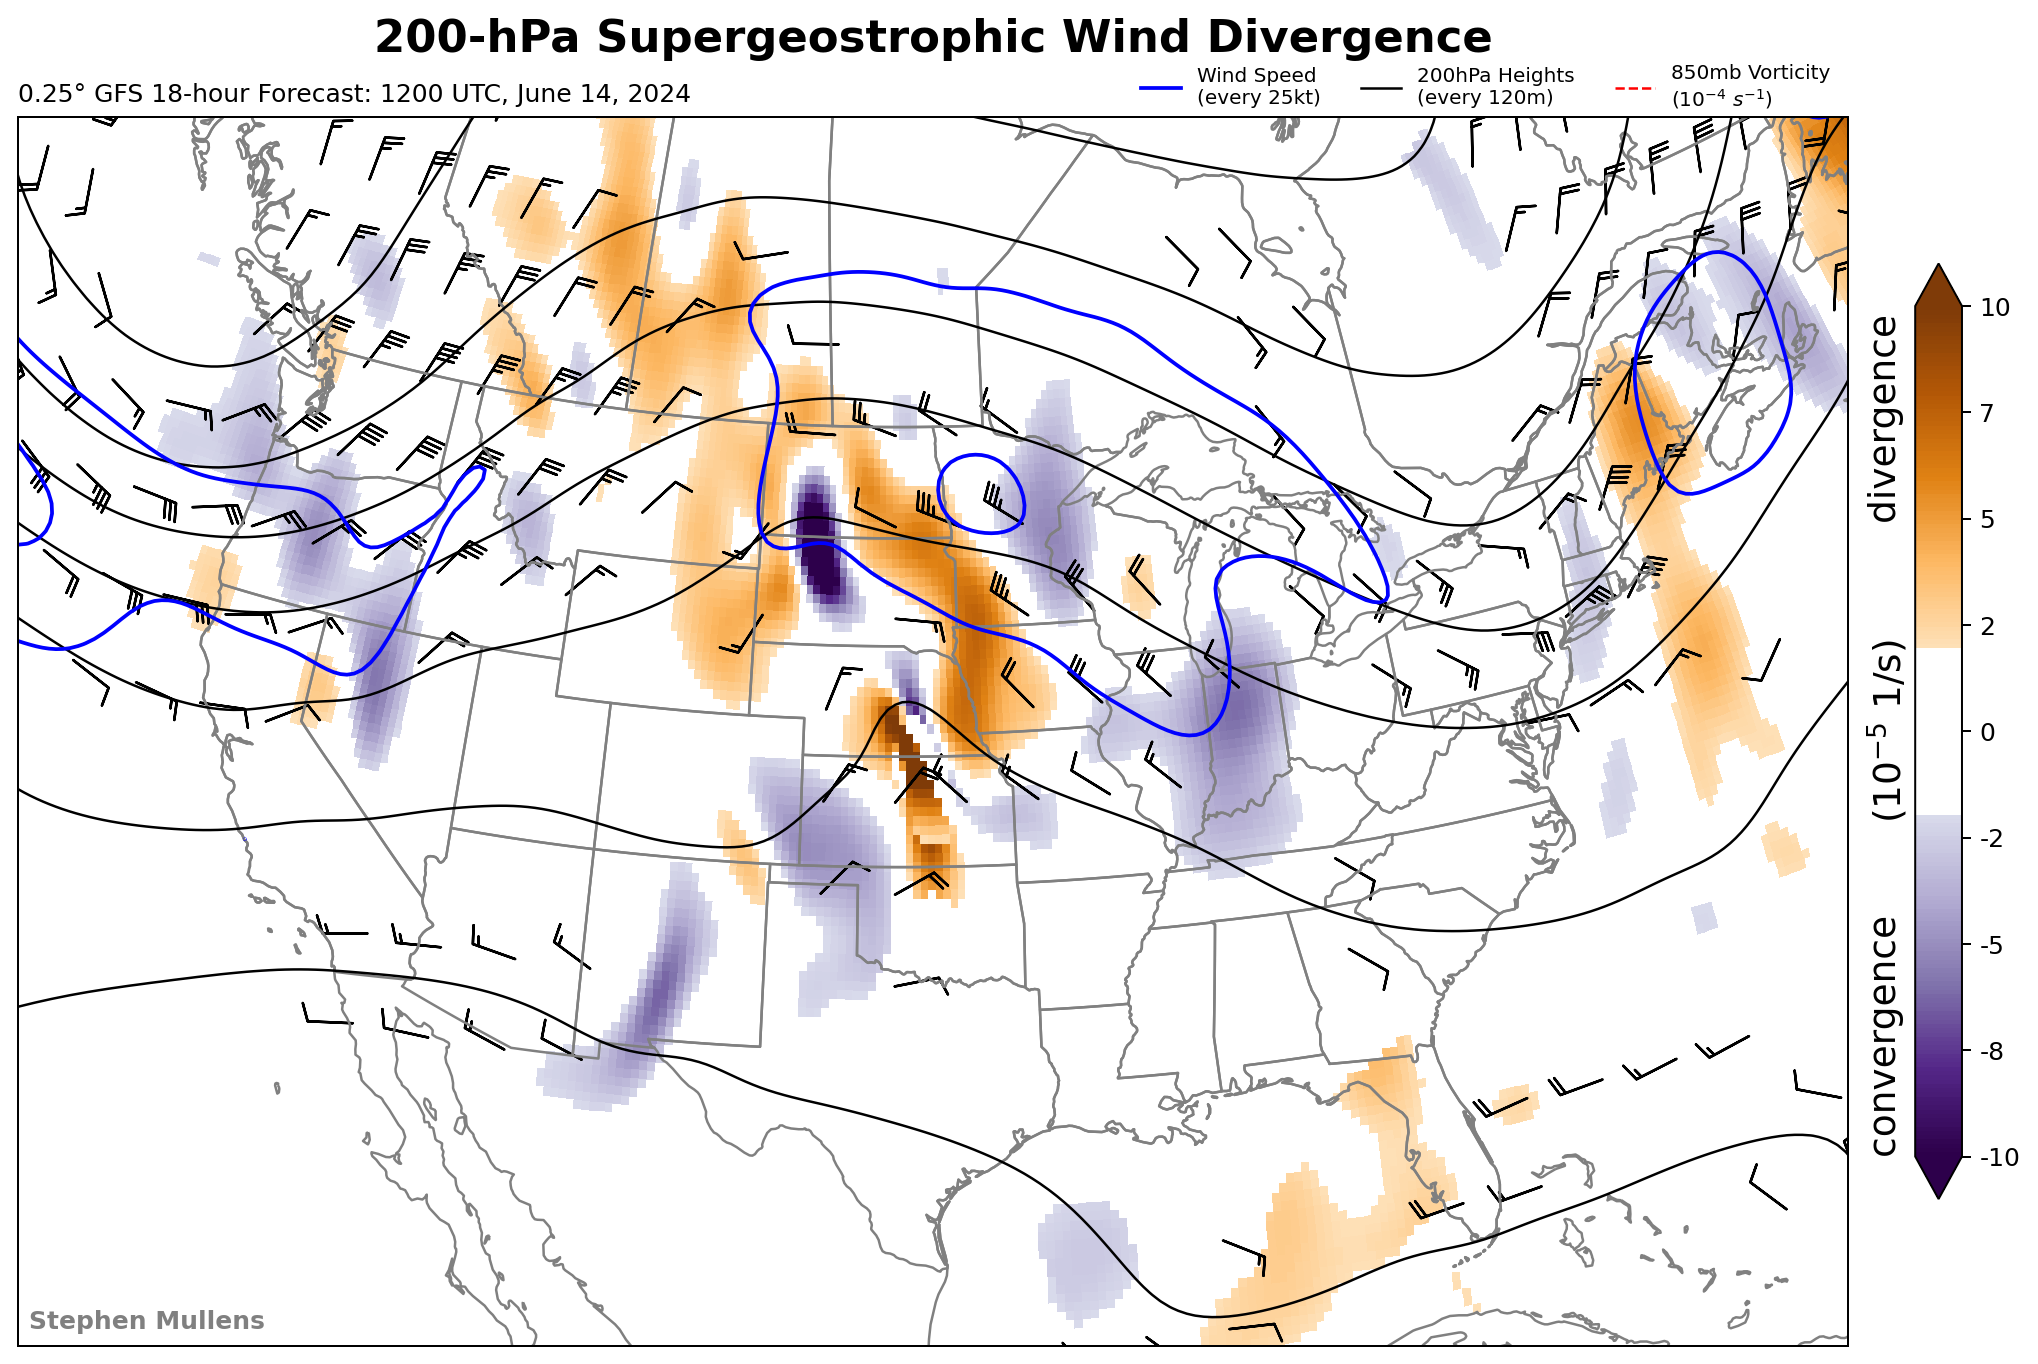 200-hPa Supergeostrophic Wind Divergence
0.25° GFS 18-hour Forecast: 1200 UTC, June 14, 2024
Wind Speed
(every 25kt)
200hPa Heights
(every 120m)
850mb Vorticity
(10⁻⁴ s⁻¹)
10
7
5
2
0
-2
-5
-8
-10
convergence (10⁻⁵ 1/s) divergence
Stephen Mullens